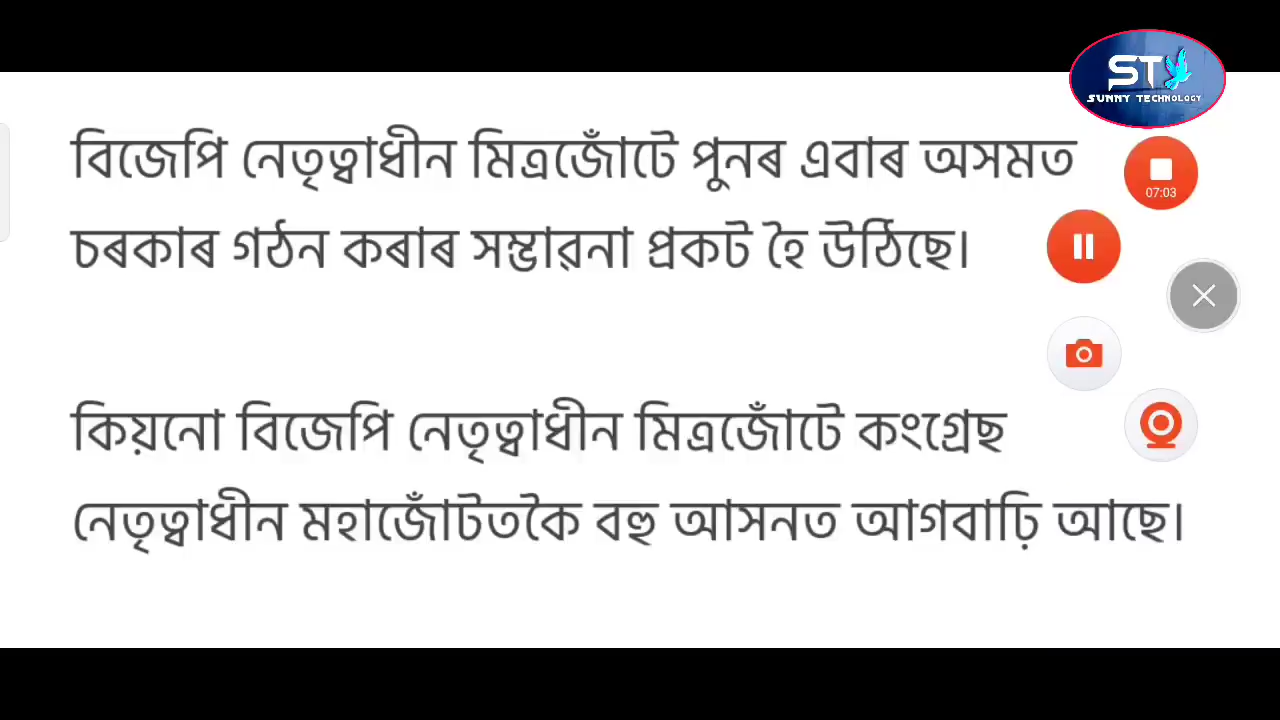 ST
SUNNY TECHNOLOGY
বিজেপি নেতৃত্বাধীন মিত্ৰজোঁটে পুনৰ এবাৰ অসমত
07:03
চৰকাৰ গঠন কৰাৰ সম্ভাৱনা প্ৰকট হৈ উঠিছে।
কিয়নো বিজেপি নেতৃত্বাধীন মিত্ৰজোঁটে কংগ্ৰেছ
নেতৃত্বাধীন মহাজোঁটতকৈ বহু আসনত আগবাঢ়ি আছে।